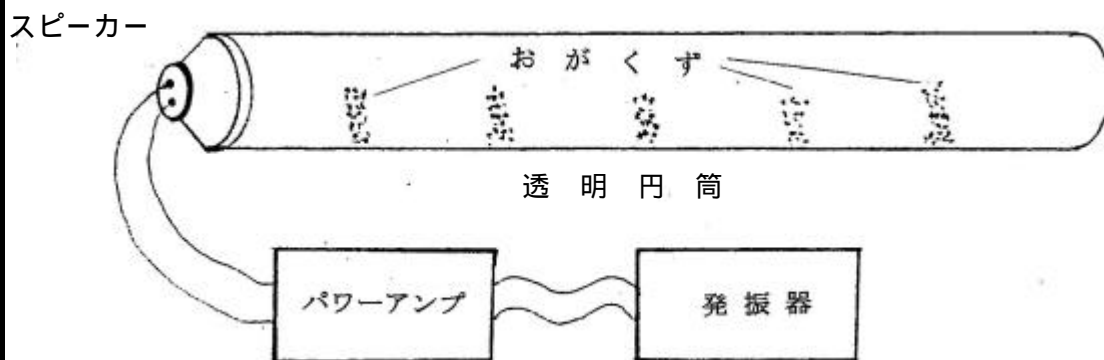 スピーカー
おがくず
透明円筒
パワーアンプ
発振器